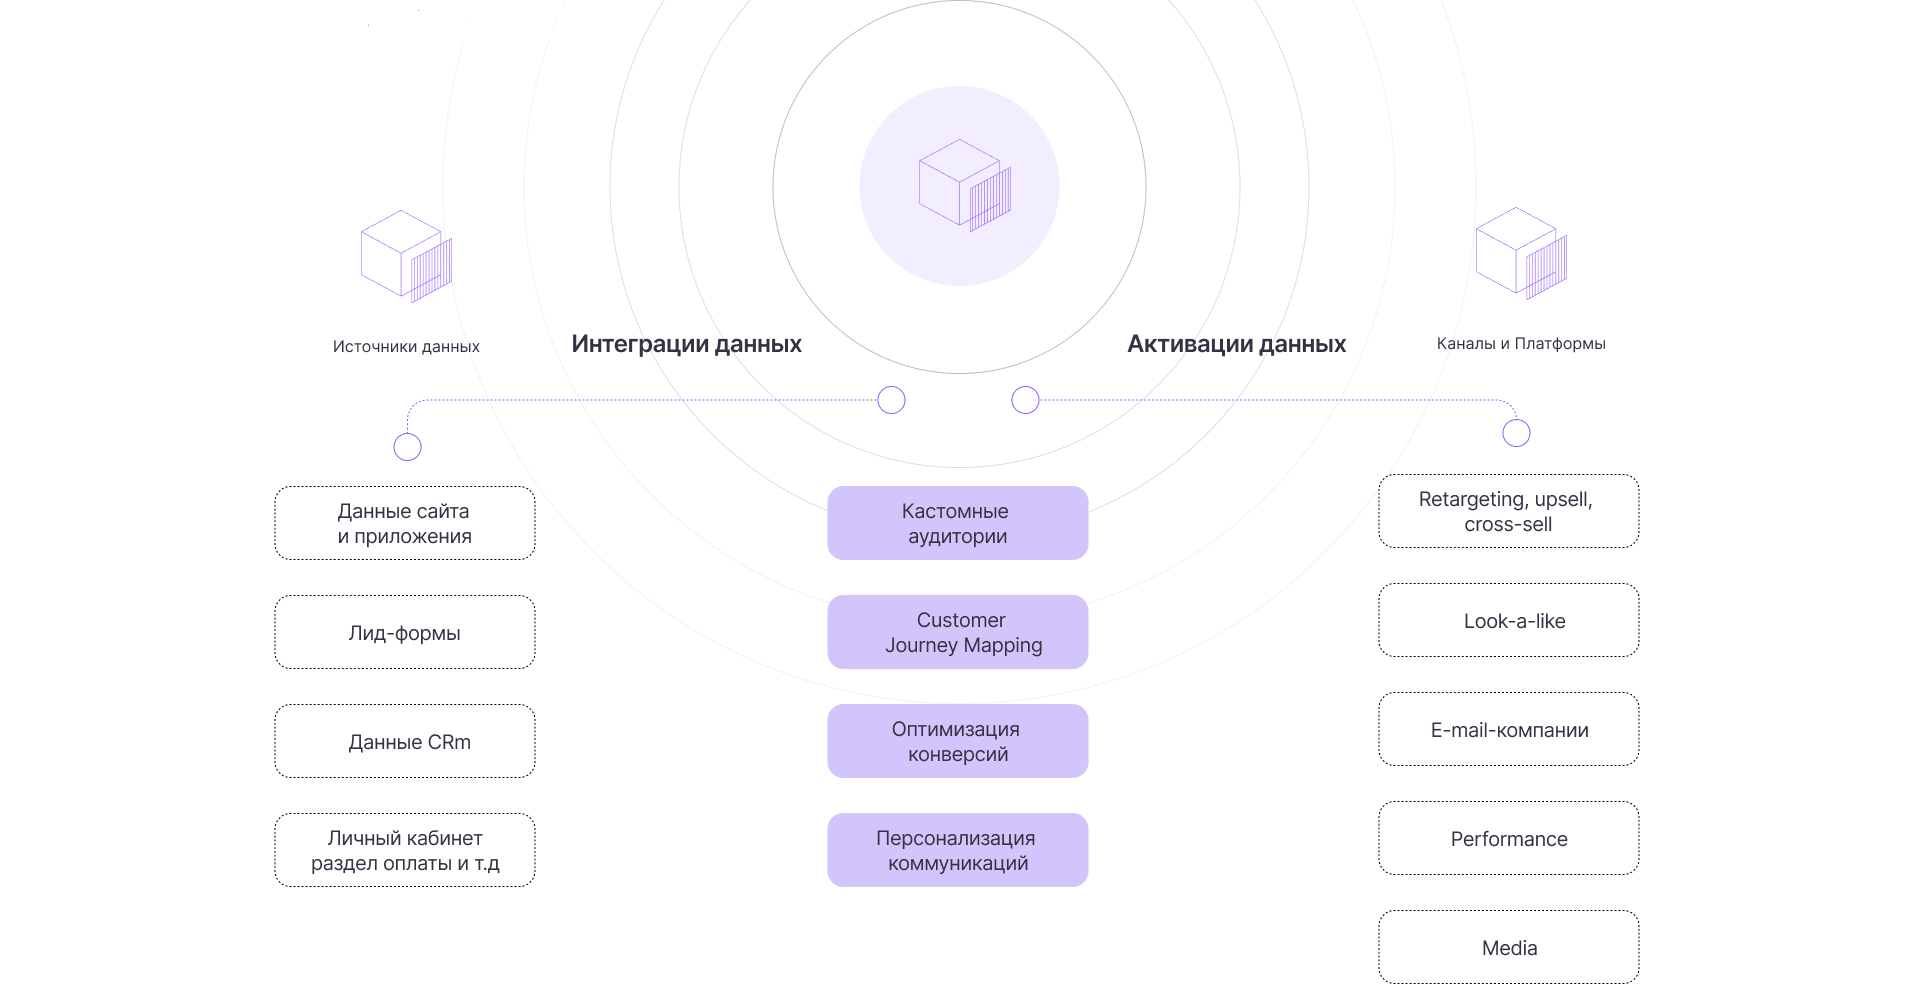 Источники данных
Интеграции данных
Активации данных
Каналы и Платформы
Данные сайта
и приложения
Лид-формы
Данные CRm
Личный кабинет
раздел оплаты и т.д
Кастомные
аудитории
Customer
Journey Mapping
Оптимизация
конверсий
Персонализация
коммуникаций
Retargeting, upsell,
cross-sell
Look-a-like
E-mail-компании
Performance
Media